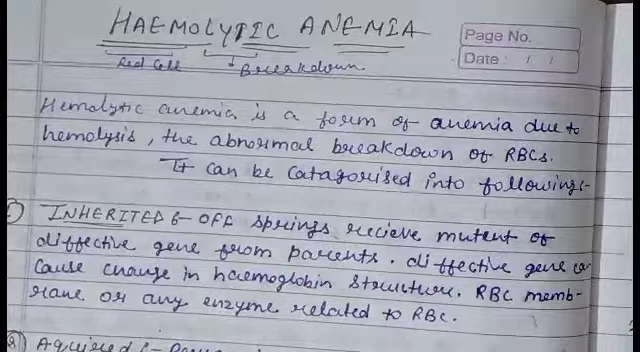 HAEMOLYTIC ANEMIA
Page No.
Date: / /
Red Cell Breakdown.
Hemolytic anemia is a form of anemia due to
hemolysis, the abnormal breakdown of RBCs.
It can be catagorised into followings-
1) INHERITED :- OFF springs recieve mutent or
diffective gene from parents. diffective gene
cause change in haemoglobin structure. RBC memb-
rane or any enzyme related to RBC.
2) Aquired :-